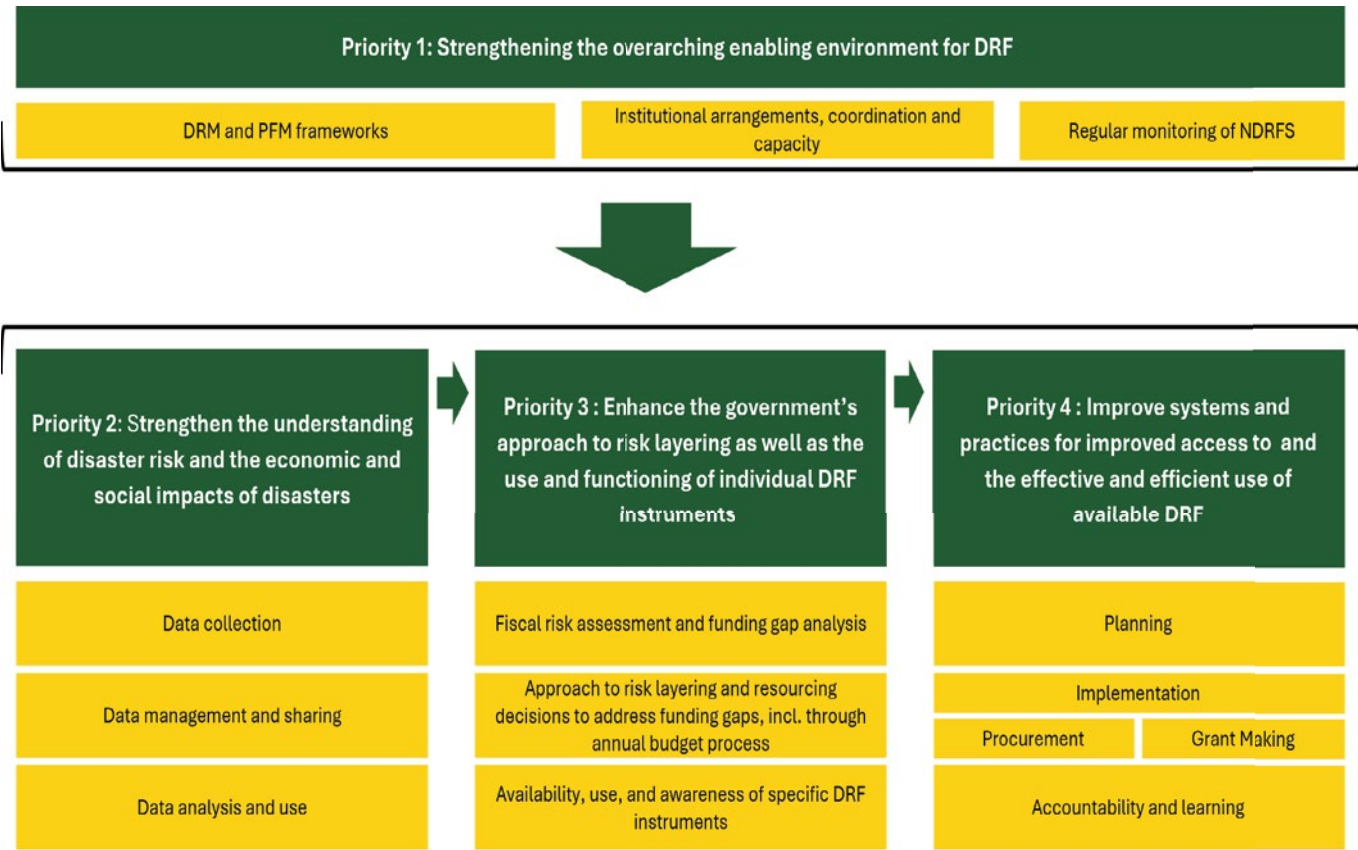 Priority 1: Strengthening the overarching enabling environment for DRF
DRM and PFM frameworks
Institutional arrangements, coordination and
capacity
Regular monitoring of NDRFS
Priority 2: Strengthen the understanding
of disaster risk and the economic and
social impacts of disasters
Data collection
Data management and sharing
Data analysis and use
Priority 3 : Enhance the government's
approach to risk layering as well as the
use and functioning of individual DRF
instruments
Fiscal risk assessment and funding gap analysis
Approach to risk layering and resourcing
decisions to address funding gaps, incl. through
annual budget process
Availability, use, and awareness of specific DRF
instruments
Priority 4 : Improve systems and
practices for improved access to and
the effective and efficient use of
available DRF
Planning
Implementation
Procurement
Grant Making
Accountability and learning